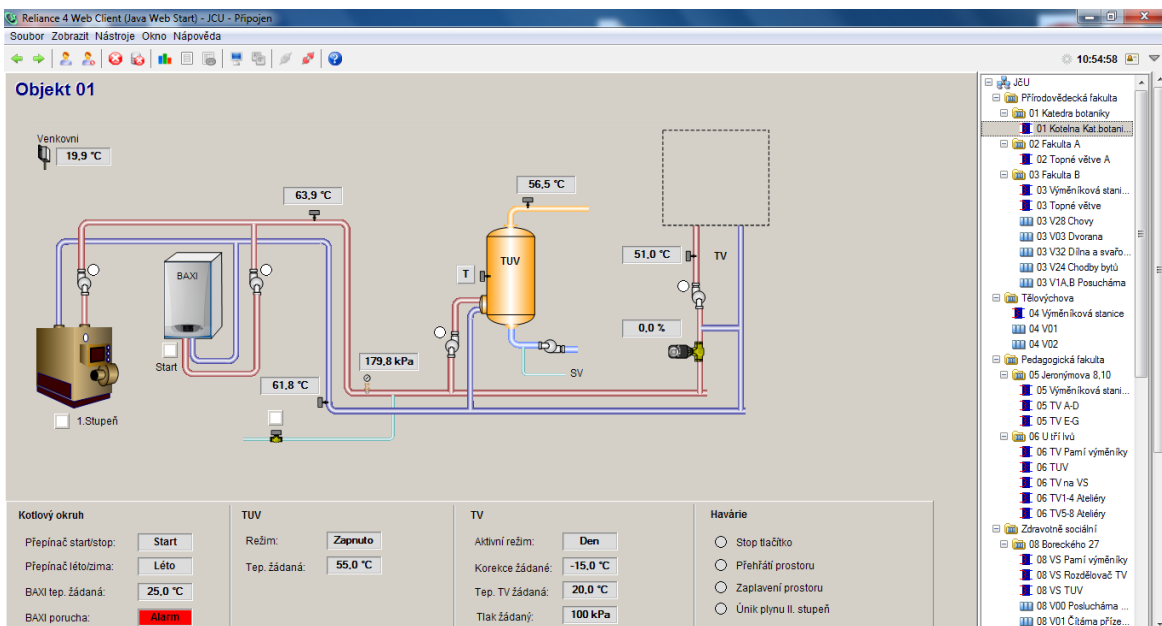 Reliance 4 Web Client (Java Web Start) - JCU - Připojen
Soubor Zobrazit Nástroje Okno Nápověda
10:54:58
Objekt 01
Venkovni
19,9 °C
63,9 °C
56,5 °C
BAXI
TUV
T
51,0 °C
TV
0,0 %
Start
179,8 kPa
SV
61,8 °C
1.Stupeň
Kotlový okruh
Přepínač start/stop: Start
Přepínač léto/zima: Léto
BAXI tep. žádaná: 25,0 °C
BAXI porucha: Alarm
TUV
Režim: Zapnuto
Tep. žádaná: 55,0 °C
TV
Aktivní režim: Den
Korekce žádané: -15,0 °C
Tep. TV žádaná: 20,0 °C
Tlak žádaný: 100 kPa
Havárie
Stop tlačítko
Přehřátí prostoru
Zaplavení prostoru
Únik plynu II. stupeň
JčU
Přírodovědecká fakulta
01 Katedra botaniky
01 Kotelna Kat.botani...
02 Fakulta A
02 Topné větve A
03 Fakulta B
03 Výměníková stani...
03 Topné větve
03 V28 Chovy
03 V03 Dvorana
03 V32 Dílna a svařo...
03 V24 Chodby bytů
03 V1A,B Posuchárna
Tělovýchova
04 Výměníková stanice
04 V01
04 V02
Pedagogická fakulta
05 Jeronýmova 8,10
05 Výměníková stani...
05 TV A-D
05 TV E-G
06 U tří lvů
06 TV Parní výměníky
06 TUV
06 TV na VS
06 TV1-4 Ateliéry
06 TV5-8 Ateliéry
Zdravotně sociální
08 Boreckého 27
08 VS Parní výměníky
08 VS Rozdělovač TV
08 VS TUV
08 V00 Poslucháma ...
08 V01 Čítáma příze...